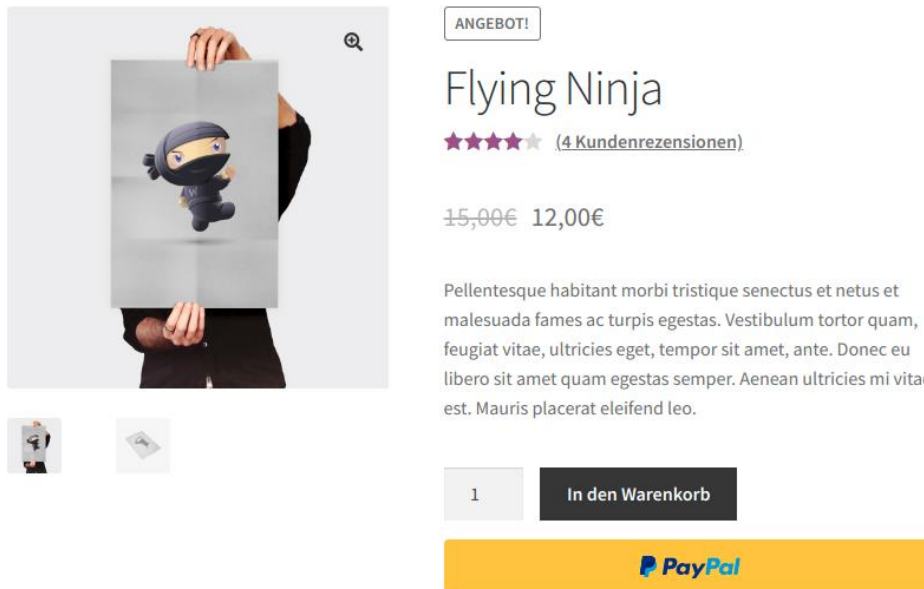 ANGEBOT!
Flying Ninja
(4 Kundenrezensionen)
15,00€ 12,00€
Pellentesque habitant morbi tristique senectus et netus et
malesuada fames ac turpis egestas. Vestibulum tortor quam,
feugiat vitae, ultricies eget, tempor sit amet, ante. Donec eu
libero sit amet quam egestas semper. Aenean ultricies mi vita
est. Mauris placerat eleifend leo.
1
In den Warenkorb
PayPal